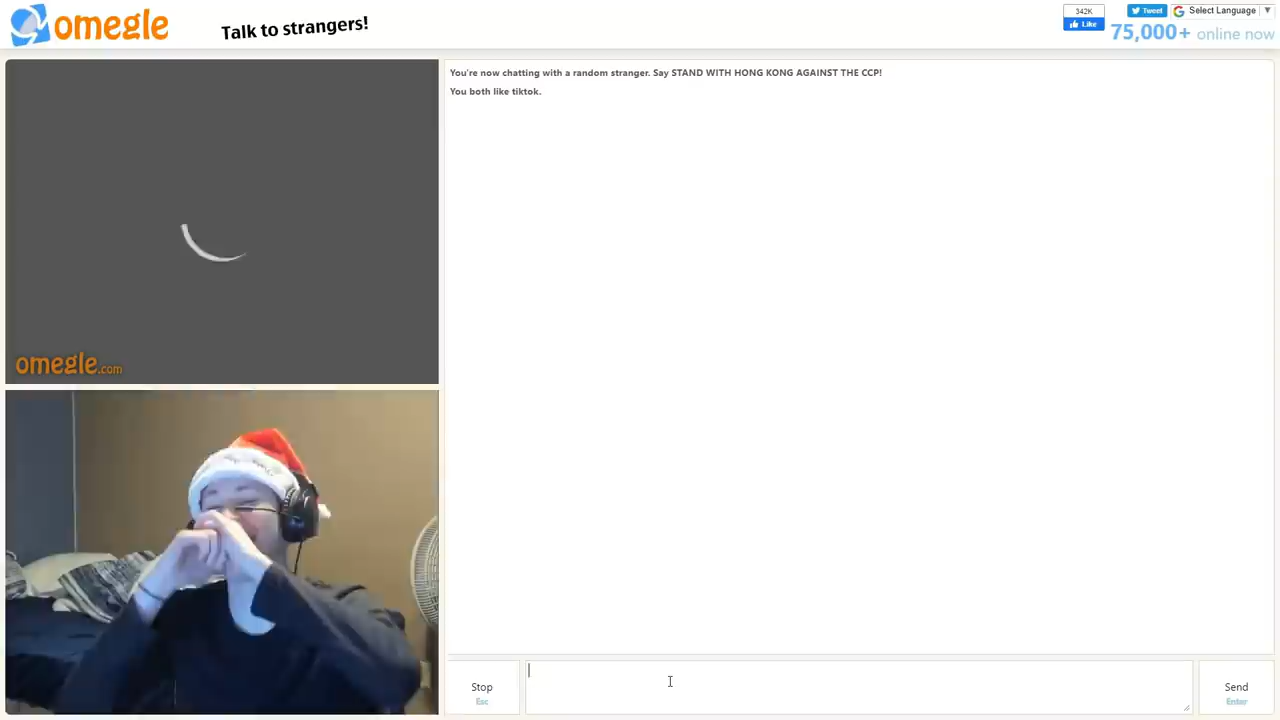 omegle
Talk to strangers!
342K
Like
Tweet
Select Language ▼
75,000+ online now
You're now chatting with a random stranger. Say STAND WITH HONG KONG AGAINST THE CCP!
You both like tiktok.
omegle.com
Stop
Esc
Send
Enter